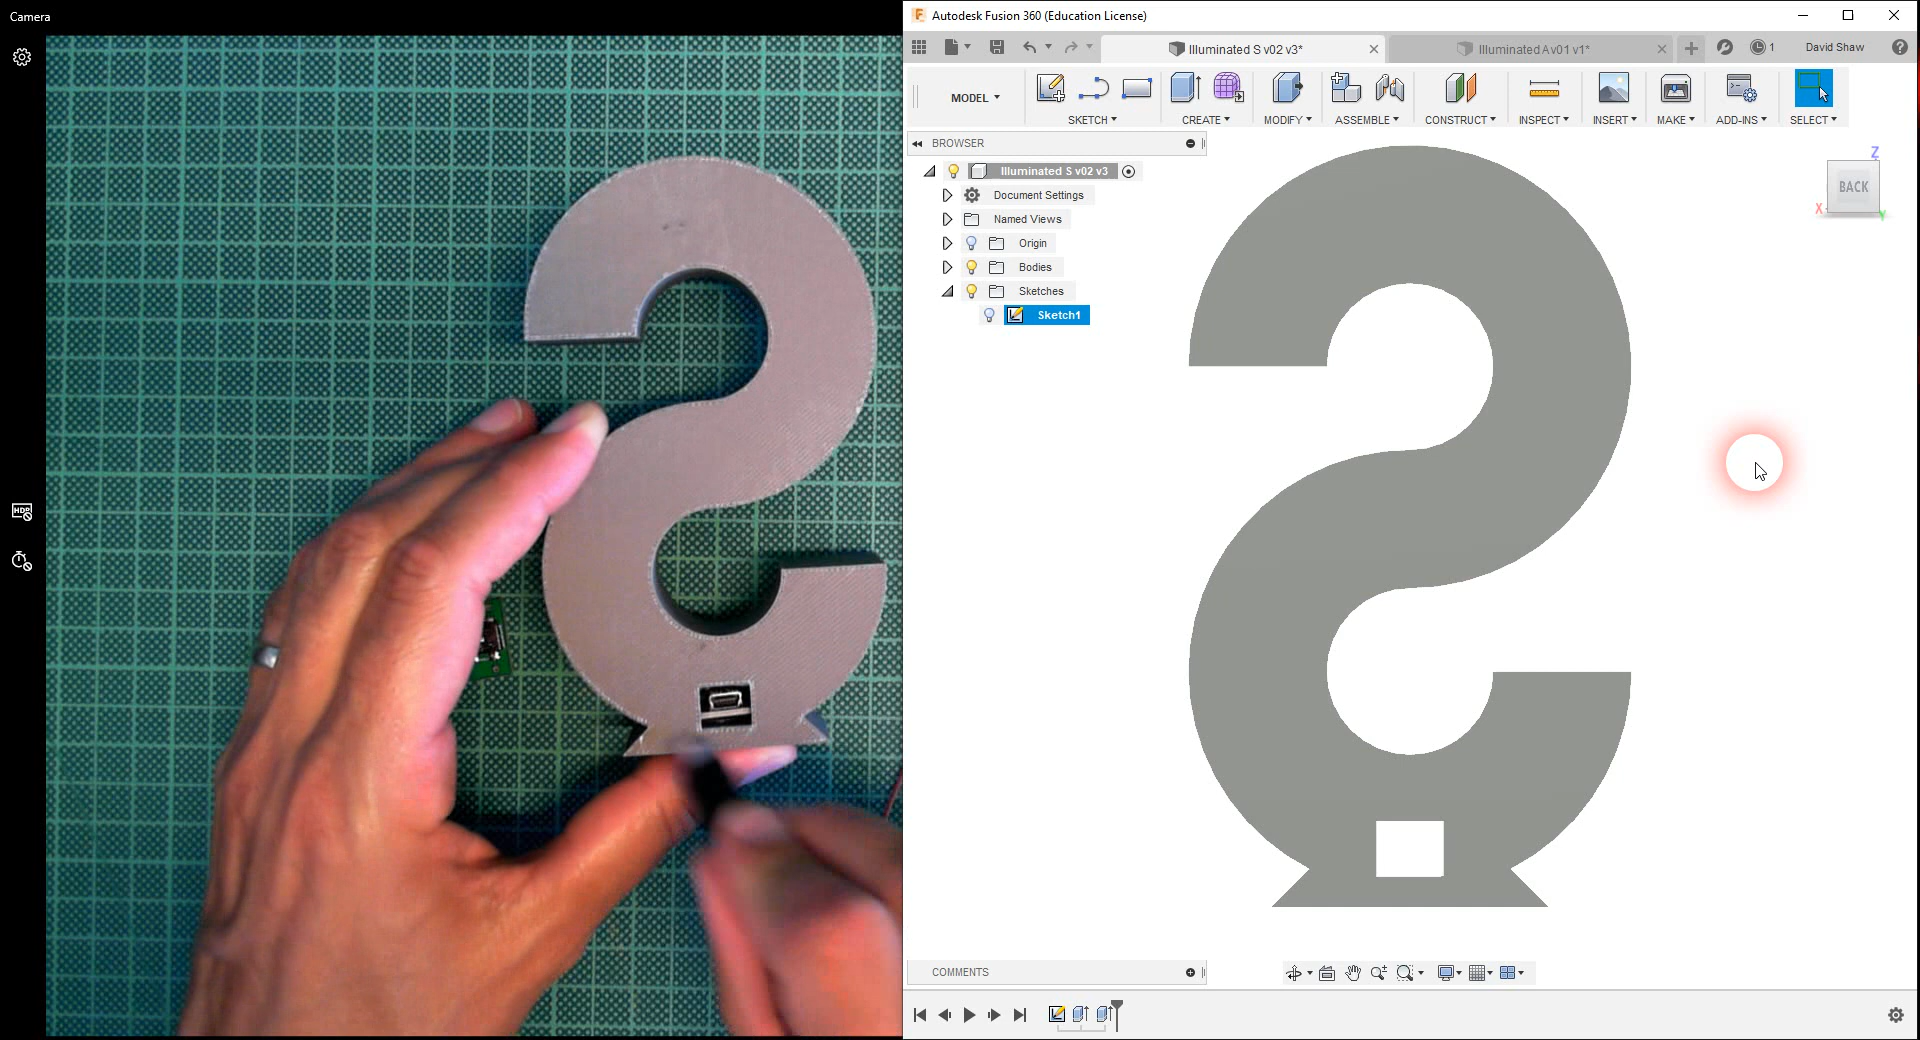 Camera
Autodesk Fusion 360 (Education License)
Illuminated S v02 v3*
Illuminated Av01 v1*
1
David Shaw
MODEL
SKETCH
CREATE
MODIFY
ASSEMBLE
CONSTRUCT
INSPECT
INSERT
MAKE
ADD-INS
SELECT
BROWSER
Illuminated S v02 v3
Document Settings
Named Views
Origin
Bodies
Sketches
Sketch1
Z
BACK
X
Y
HDR
COMMENTS